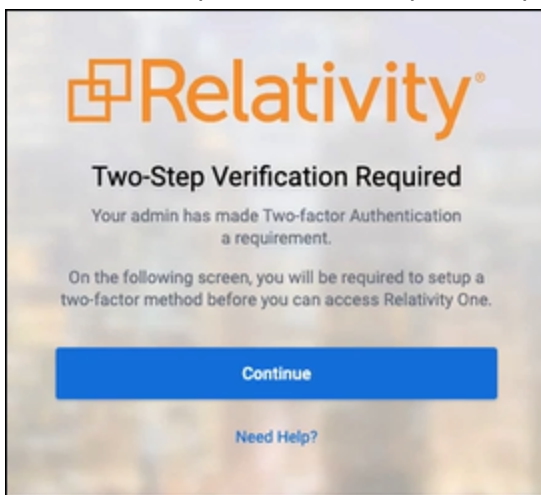 Relativity®
Two-Step Verification Required
Your admin has made Two-factor Authentication
a requirement.
On the following screen, you will be required to setup a
two-factor method before you can access Relativity One.
Continue
Need Help?